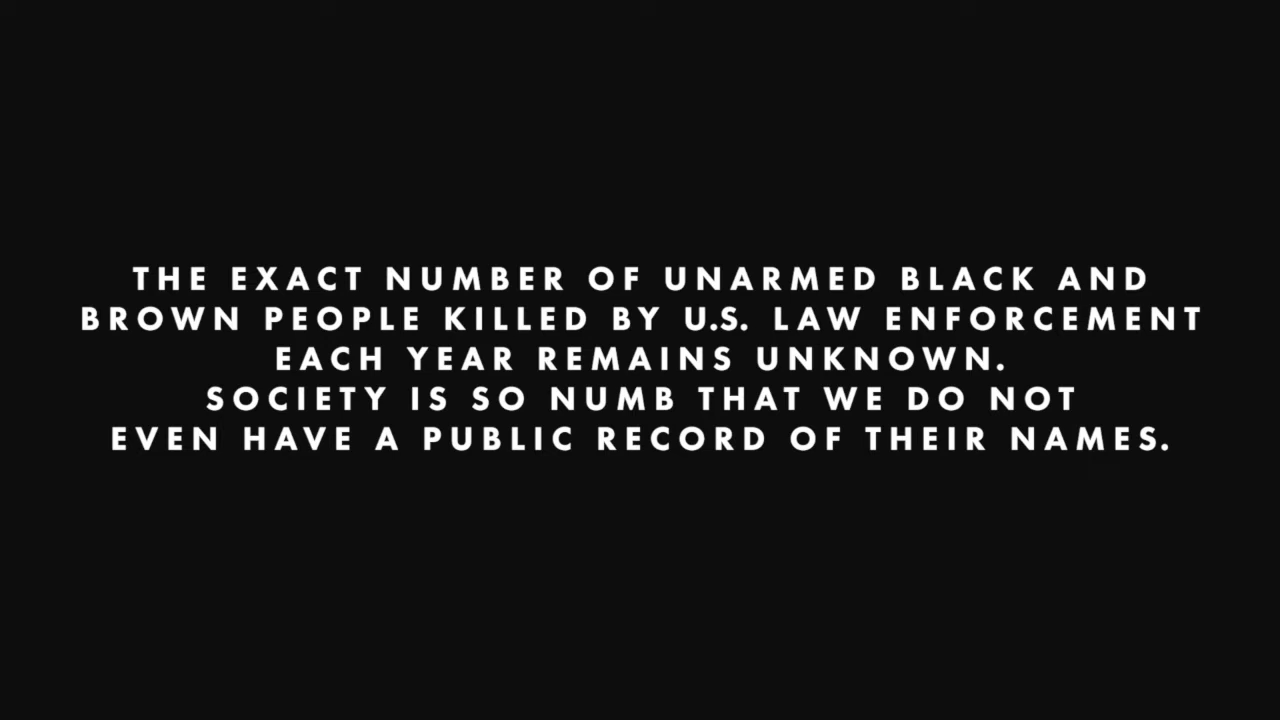 THE EXACT NUMBER OF UNARMED BLACK AND
BROWN PEOPLE KILLED BY U.S. LAW ENFORCEMENT
EACH YEAR REMAINS UNKNOWN.
SOCIETY IS SO NUMB THAT WE DO NOT
EVEN HAVE A PUBLIC RECORD OF THEIR NAMES.